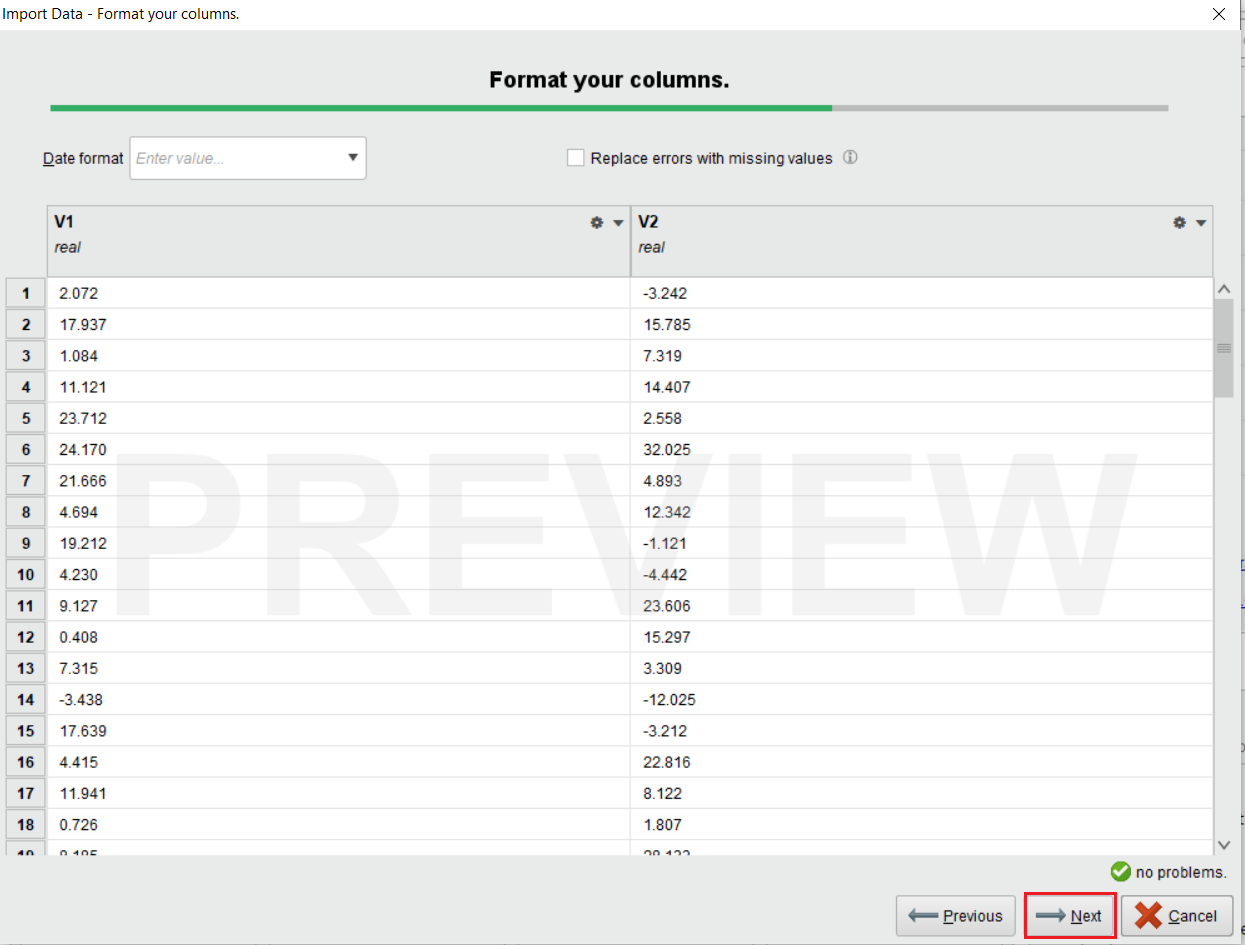 Import Data - Format your columns.
Format your columns.
Date format Enter value... Replace errors with missing values
V1 V2
real real
1 2.072 -3.242
2 17.937 15.785
3 1.084 7.319
4 11.121 14.407
5 23.712 2.558
6 24.170 32.025
7 21.666 4.893
8 4.694 12.342
9 19.212 -1.121
10 4.230 -4.442
11 9.127 23.606
12 0.408 15.297
13 7.315 3.309
14 -3.438 -12.025
15 17.639 -3.212
16 4.415 22.816
17 11.941 8.122
18 0.726 1.807
PREVIEW
no problems.
Previous Next Cancel